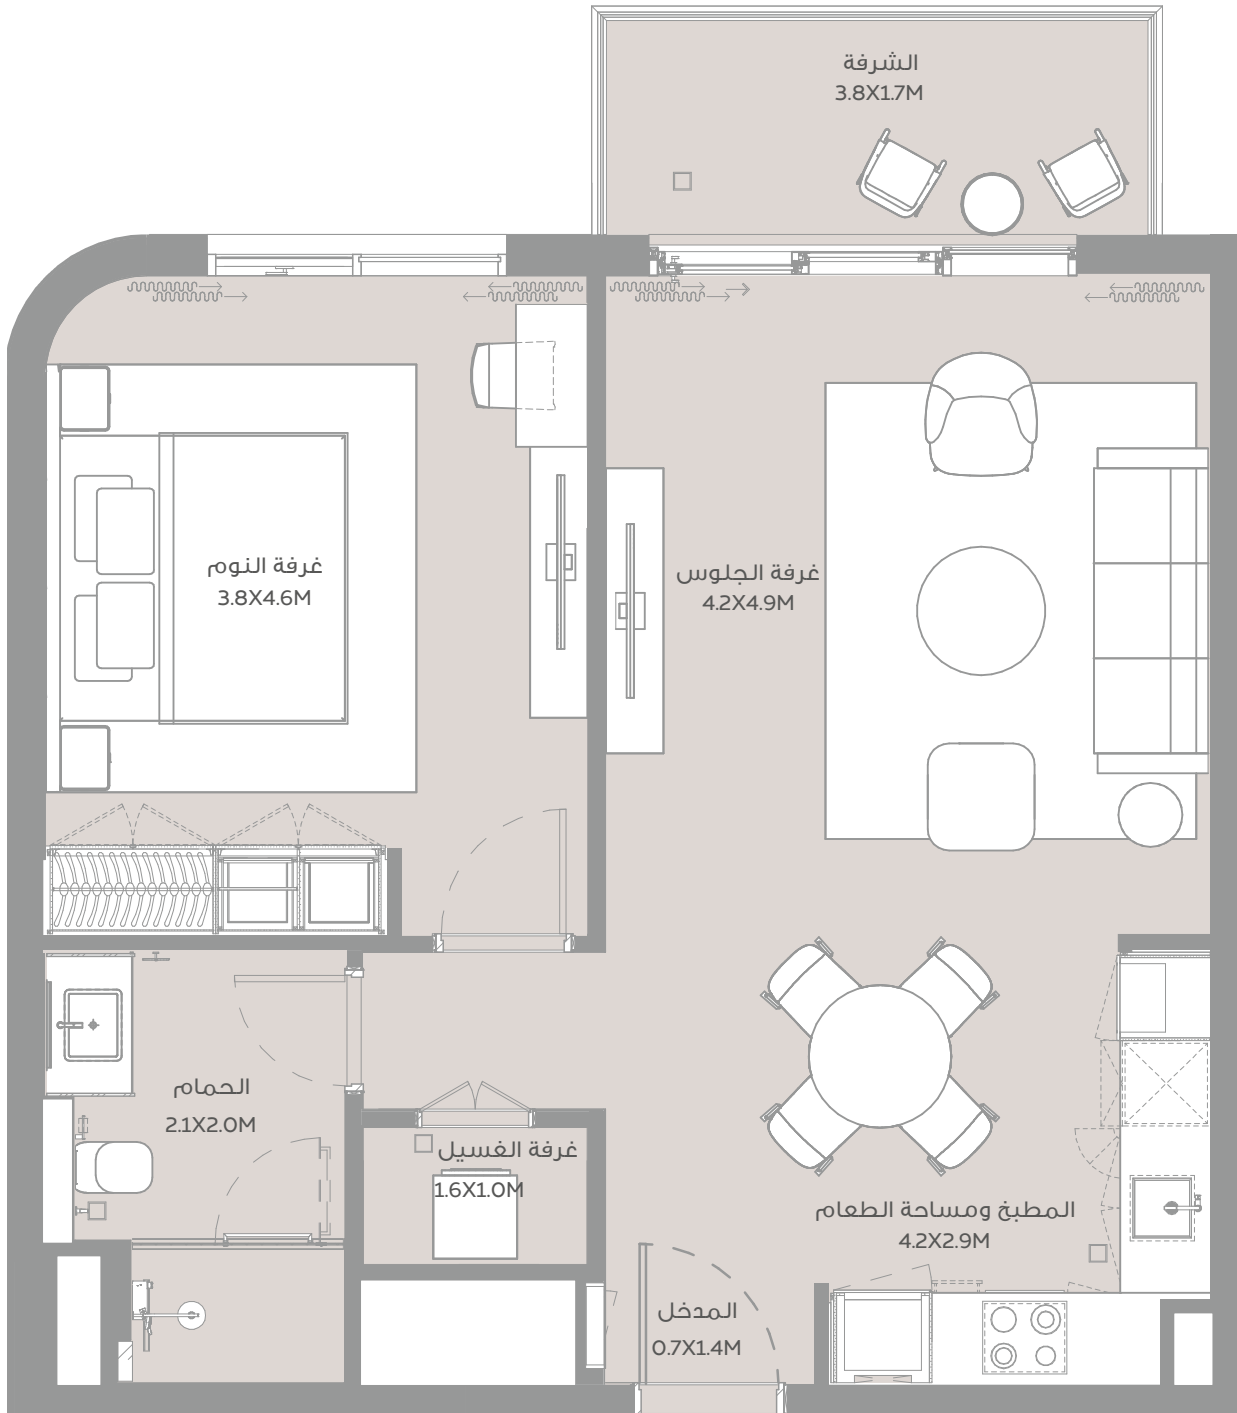 الشرفة
3.8X1.7M
غرفة النوم
3.8X4.6M
غرفة الجلوس
4.2X4.9M
الحمام
2.1X2.0M
غرفة الغسيل
1.6X1.0M
المطبخ ومساحة الطعام
4.2X2.9M
المدخل
0.7X1.4M